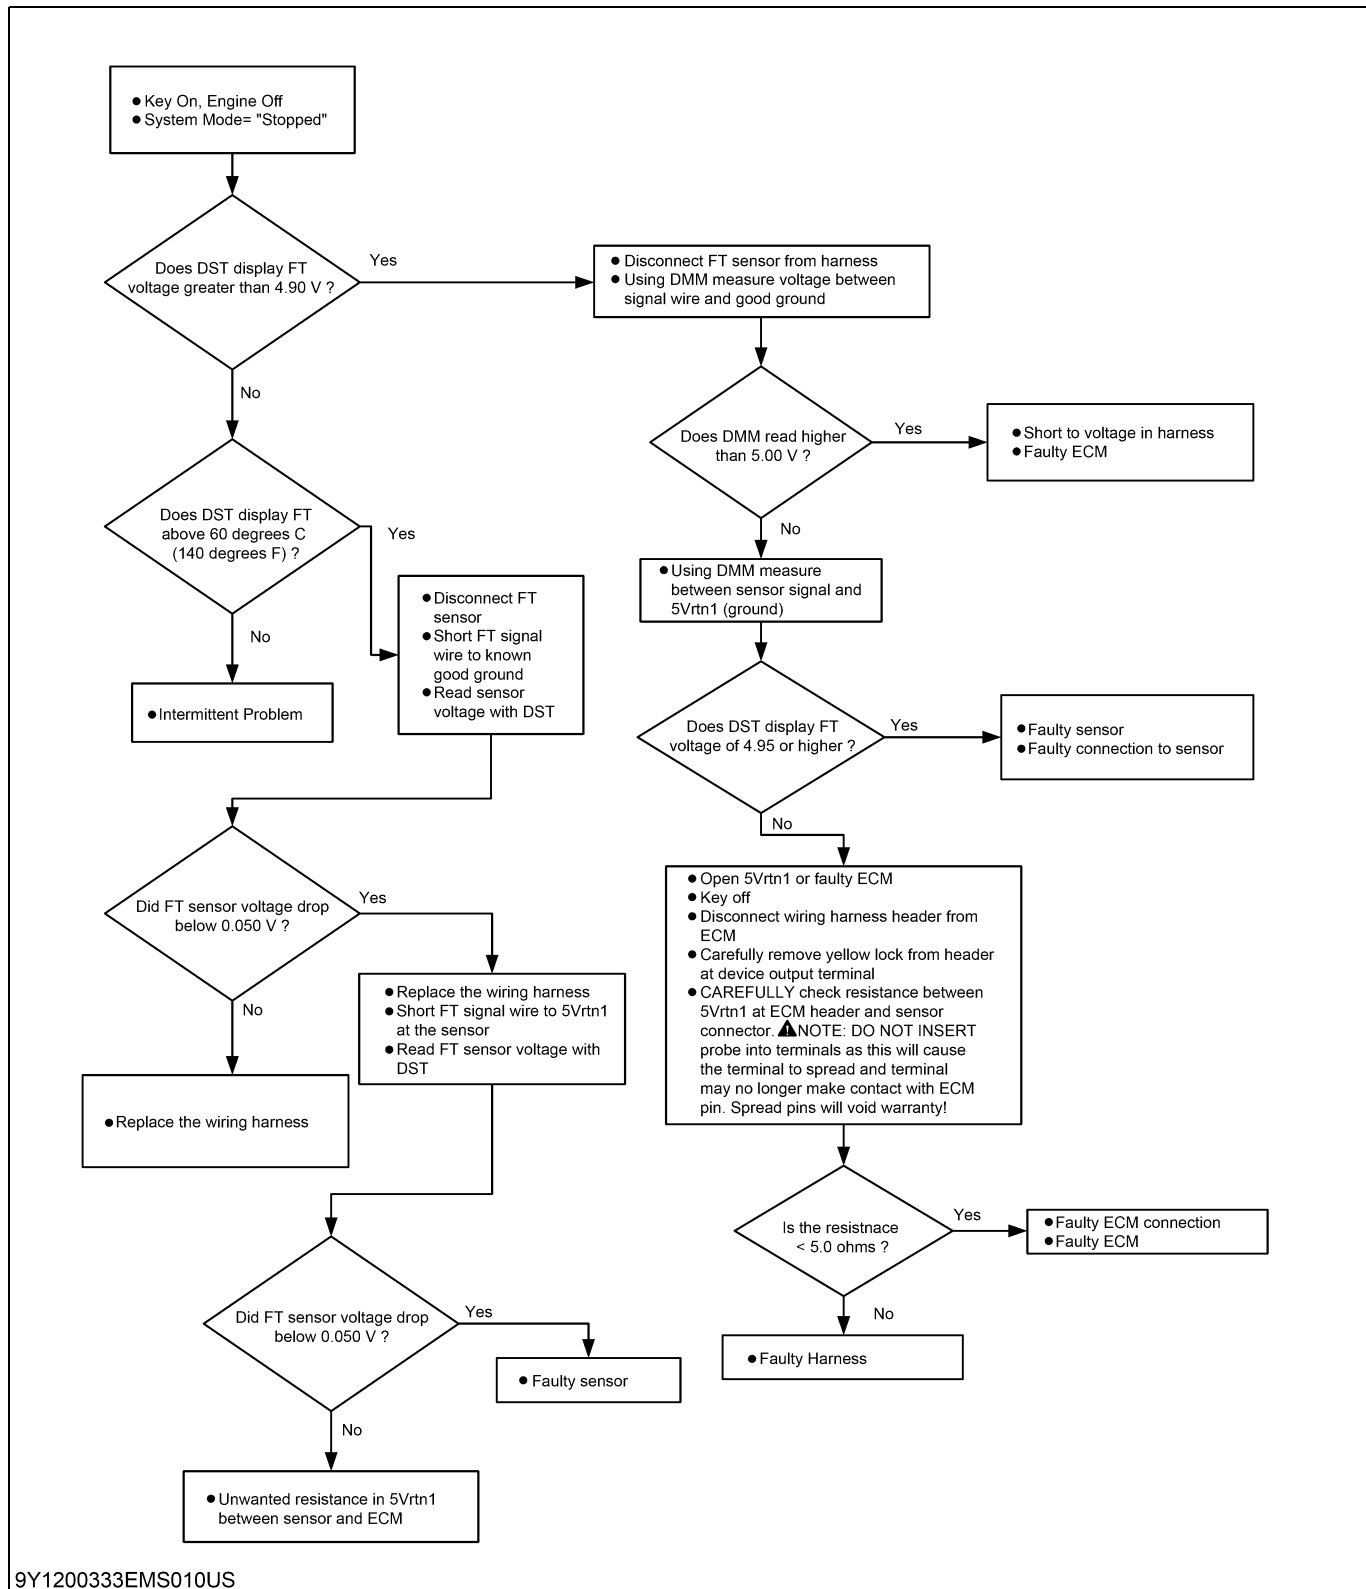 ● Key On, Engine Off
● System Mode= "Stopped"
Does DST display FT
voltage greater than 4.90 V ?
Yes
● Disconnect FT sensor from harness
● Using DMM measure voltage between
signal wire and good ground
No
Does DMM read higher
than 5.00 V ?
Yes
● Short to voltage in harness
● Faulty ECM
No
Does DST display FT
above 60 degrees C
(140 degrees F) ?
Yes
● Using DMM measure
between sensor signal and
5Vrtn1 (ground)
● Disconnect FT
sensor
● Short FT signal
wire to known
good ground
● Read sensor
voltage with DST
No
● Intermittent Problem
Does DST display FT
voltage of 4.95 or higher ?
Yes
● Faulty sensor
● Faulty connection to sensor
No
Did FT sensor voltage drop
below 0.050 V ?
Yes
● Open 5Vrtn1 or faulty ECM
● Key off
● Disconnect wiring harness header from
ECM
● Carefully remove yellow lock from header
at device output terminal
● CAREFULLY check resistance between
5Vrtn1 at ECM header and sensor
connector. ⚠NOTE: DO NOT INSERT
probe into terminals as this will cause
the terminal to spread and terminal
may no longer make contact with ECM
pin. Spread pins will void warranty!
No
● Replace the wiring harness
● Short FT signal wire to 5Vrtn1
at the sensor
● Read FT sensor voltage with
DST
● Replace the wiring harness
Is the resistnace
< 5.0 ohms ?
Yes
● Faulty ECM connection
● Faulty ECM
No
● Faulty Harness
Did FT sensor voltage drop
below 0.050 V ?
Yes
● Faulty sensor
No
● Unwanted resistance in 5Vrtn1
between sensor and ECM
9Y1200333EMS010US